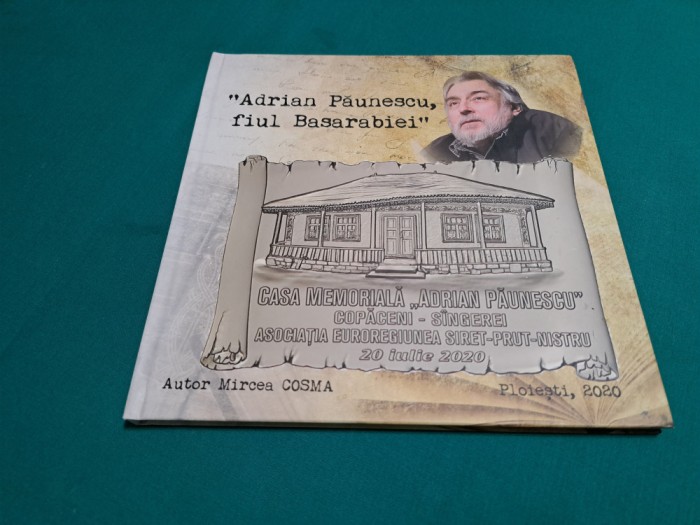 "Adrian Păunescu,
fiul Basarabiei"
CASA MEMORIALĂ „ADRIAN PĂUNESCU”
COPĂCENI - SÎNGEREI
ASOCIAȚIA EUROREGIUNEA SIRET-PRUT-NISTRU
20 iulie 2020
Autor Mircea COSMA
Ploiești, 2020